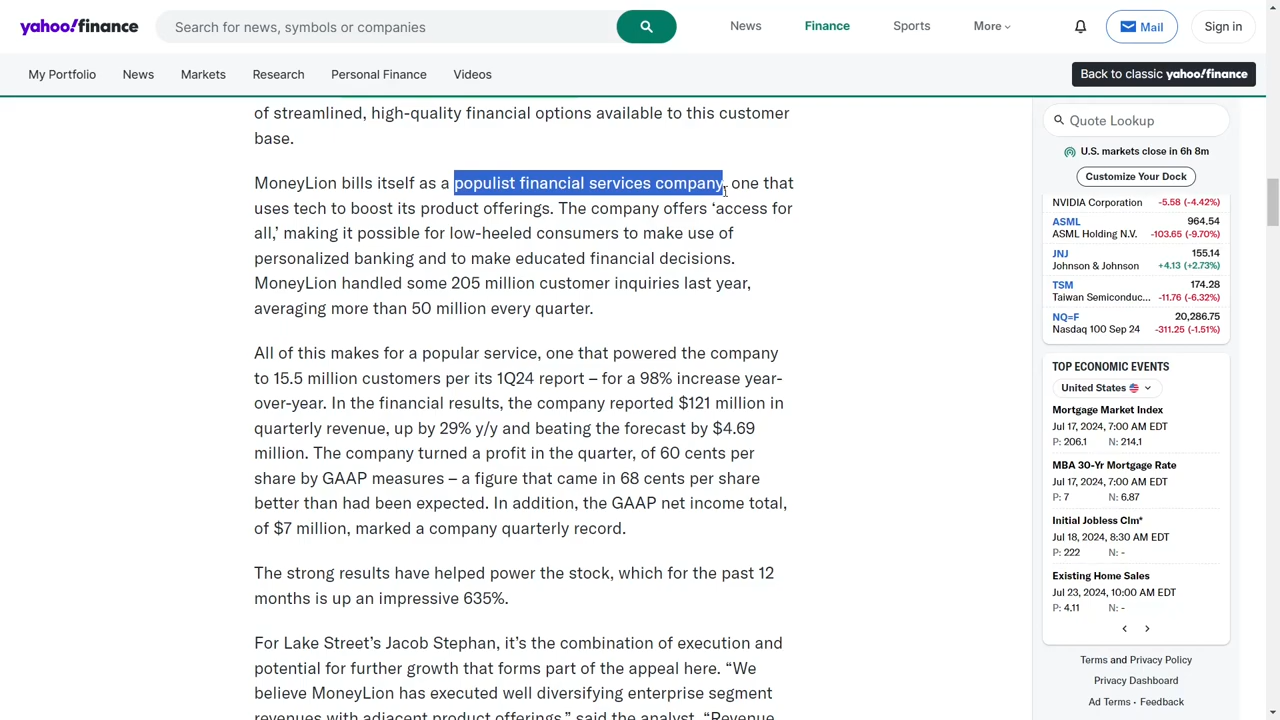 yahoo!finance
Search for news, symbols or companies
News
Finance
Sports
More
Mail
Sign in
My Portfolio
News
Markets
Research
Personal Finance
Videos
Back to classic yahoo!finance
of streamlined, high-quality financial options available to this customer
base.
MoneyLion bills itself as a populist financial services company, one that
uses tech to boost its product offerings. The company offers ‘access for
all,’ making it possible for low-heeled consumers to make use of
personalized banking and to make educated financial decisions.
MoneyLion handled some 205 million customer inquiries last year,
averaging more than 50 million every quarter.
All of this makes for a popular service, one that powered the company
to 15.5 million customers per its 1Q24 report – for a 98% increase year-
over-year. In the financial results, the company reported $121 million in
quarterly revenue, up by 29% y/y and beating the forecast by $4.69
million. The company turned a profit in the quarter, of 60 cents per
share by GAAP measures – a figure that came in 68 cents per share
better than had been expected. In addition, the GAAP net income total,
of $7 million, marked a company quarterly record.
The strong results have helped power the stock, which for the past 12
months is up an impressive 635%.
For Lake Street’s Jacob Stephan, it’s the combination of execution and
potential for further growth that forms part of the appeal here. “We
believe MoneyLion has executed well diversifying enterprise segment
revenues with adjacent product offerings,” said the analyst. “Revenue
Quote Lookup
U.S. markets close in 6h 8m
Customize Your Dock
NVIDIA Corporation -5.58 (-4.42%)
ASML 964.54
ASML Holding N.V. -103.65 (-9.70%)
JNJ 155.14
Johnson & Johnson +4.13 (+2.73%)
TSM 174.28
Taiwan Semiconduc... -11.76 (-6.32%)
NQ=F 20,286.75
Nasdaq 100 Sep 24 -311.25 (-1.51%)
TOP ECONOMIC EVENTS
United States
Mortgage Market Index
Jul 17, 2024, 7:00 AM EDT
P: 206.1 N: 214.1
MBA 30-Yr Mortgage Rate
Jul 17, 2024, 7:00 AM EDT
P: 7 N: 6.87
Initial Jobless Clm*
Jul 18, 2024, 8:30 AM EDT
P: 222 N: -
Existing Home Sales
Jul 23, 2024, 10:00 AM EDT
P: 4.11 N: -
Terms and Privacy Policy
Privacy Dashboard
Ad Terms • Feedback